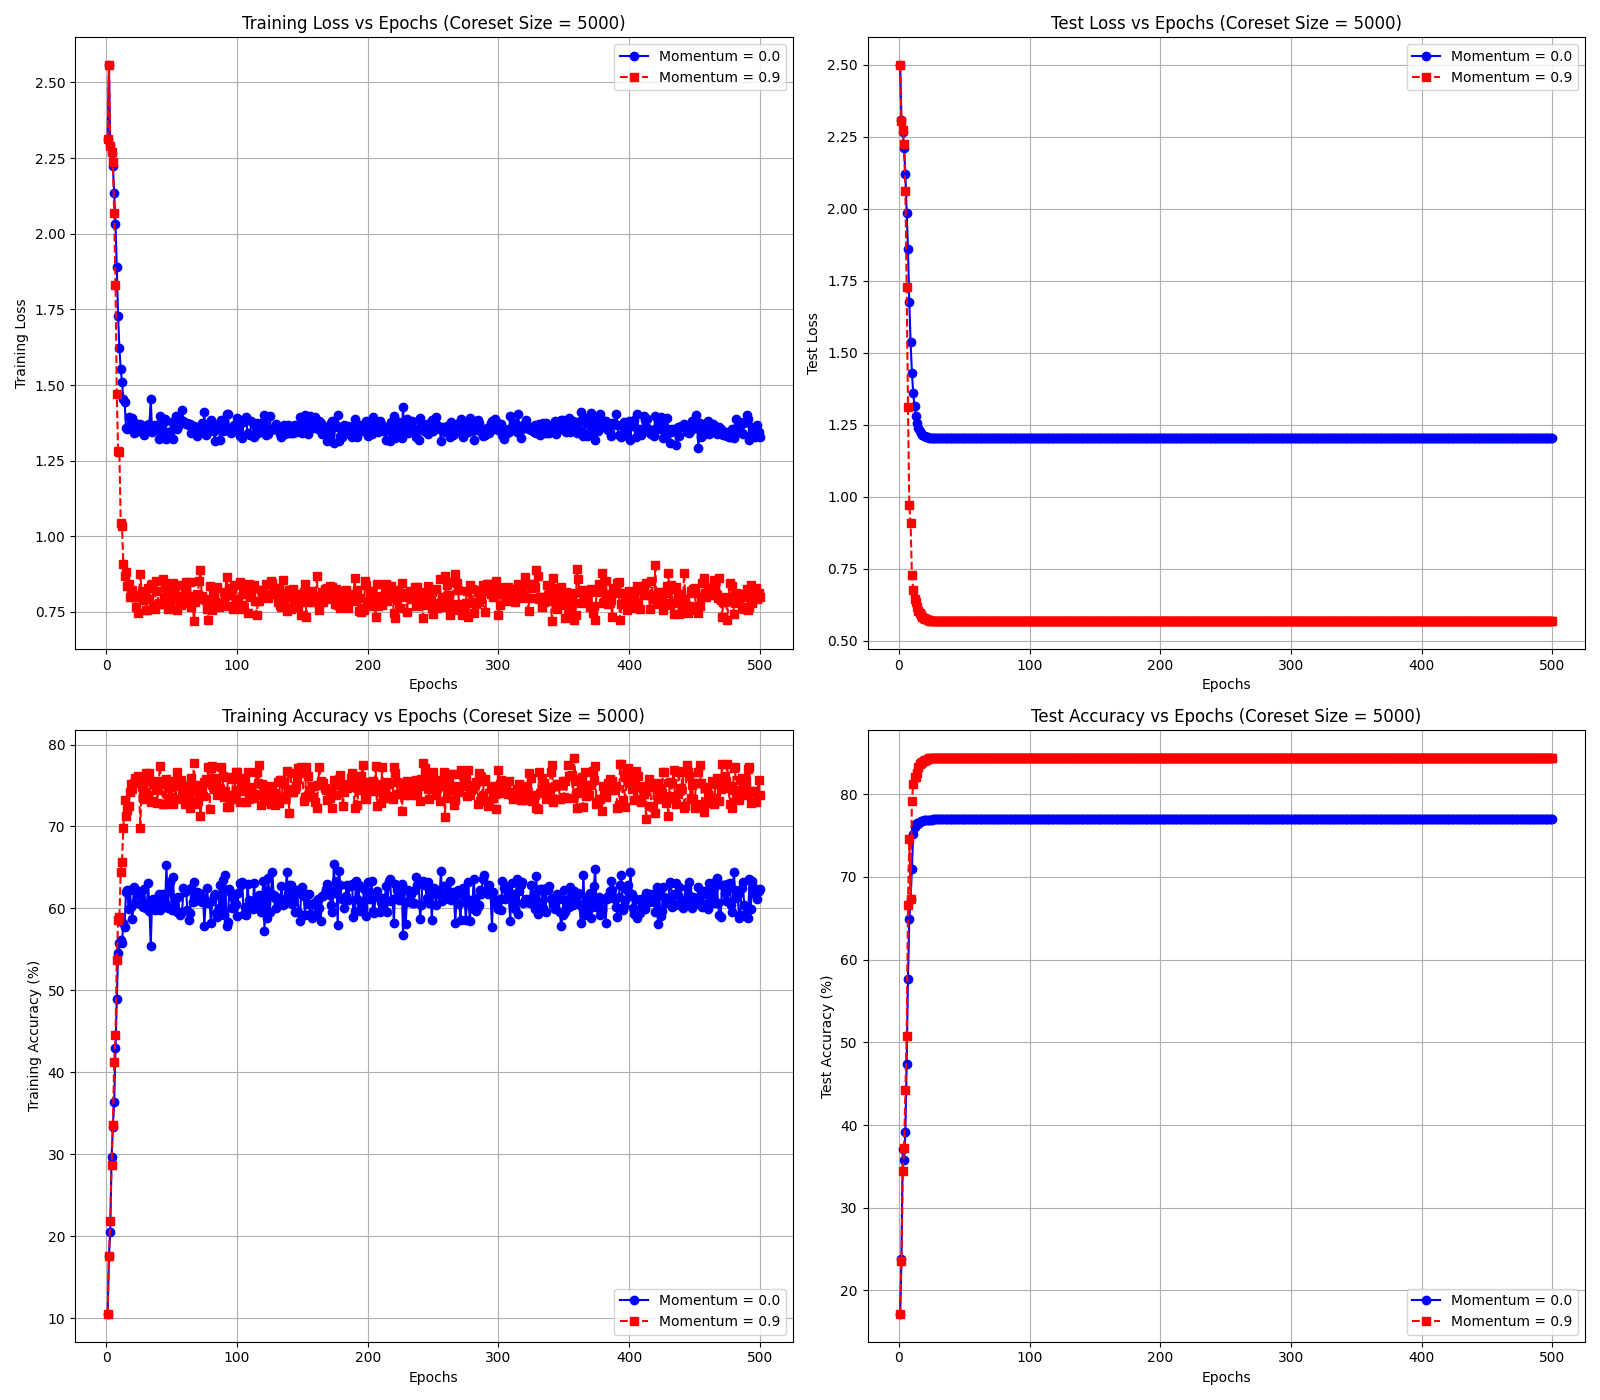 Training Loss vs Epochs (Coreset Size = 5000)
Training Loss
2.50
2.25
2.00
1.75
1.50
1.25
1.00
0.75
Momentum = 0.0
Momentum = 0.9
0 100 200 300 400 500
Epochs
Test Loss vs Epochs (Coreset Size = 5000)
Test Loss
2.50
2.25
2.00
1.75
1.50
1.25
1.00
0.75
0.50
Momentum = 0.0
Momentum = 0.9
0 100 200 300 400 500
Epochs
Training Accuracy vs Epochs (Coreset Size = 5000)
Training Accuracy (%)
80
70
60
50
40
30
20
10
Momentum = 0.0
Momentum = 0.9
0 100 200 300 400 500
Epochs
Test Accuracy vs Epochs (Coreset Size = 5000)
Test Accuracy (%)
80
70
60
50
40
30
20
Momentum = 0.0
Momentum = 0.9
0 100 200 300 400 500
Epochs